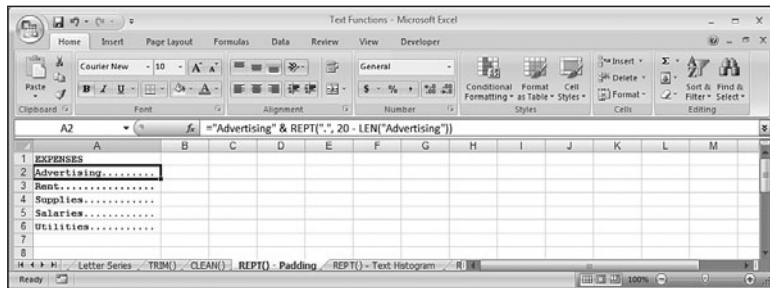 Text Functions - Microsoft Excel
Home Insert Page Layout Formulas Data Review View Developer
Paste
Courier New 10 A A
B I U A
General
$ % ,
Conditional Formatting Format as Table Cell Styles
Insert
Delete
Format
Σ
Sort & Filter Find & Select
Clipboard Font Alignment Number Styles Cells Editing
A2 fx ="Advertising" & REPT(".", 20 - LEN("Advertising"))
A B C D E F G H I J K L M
1 EXPENSES
2 Advertising.........
3 Rent................
4 Supplies............
5 Salaries............
6 Utilities...........
7
8
Letter Series TRIM() CLEAN() REPT() - Padding REPT() - Text Histogram
Ready 100%